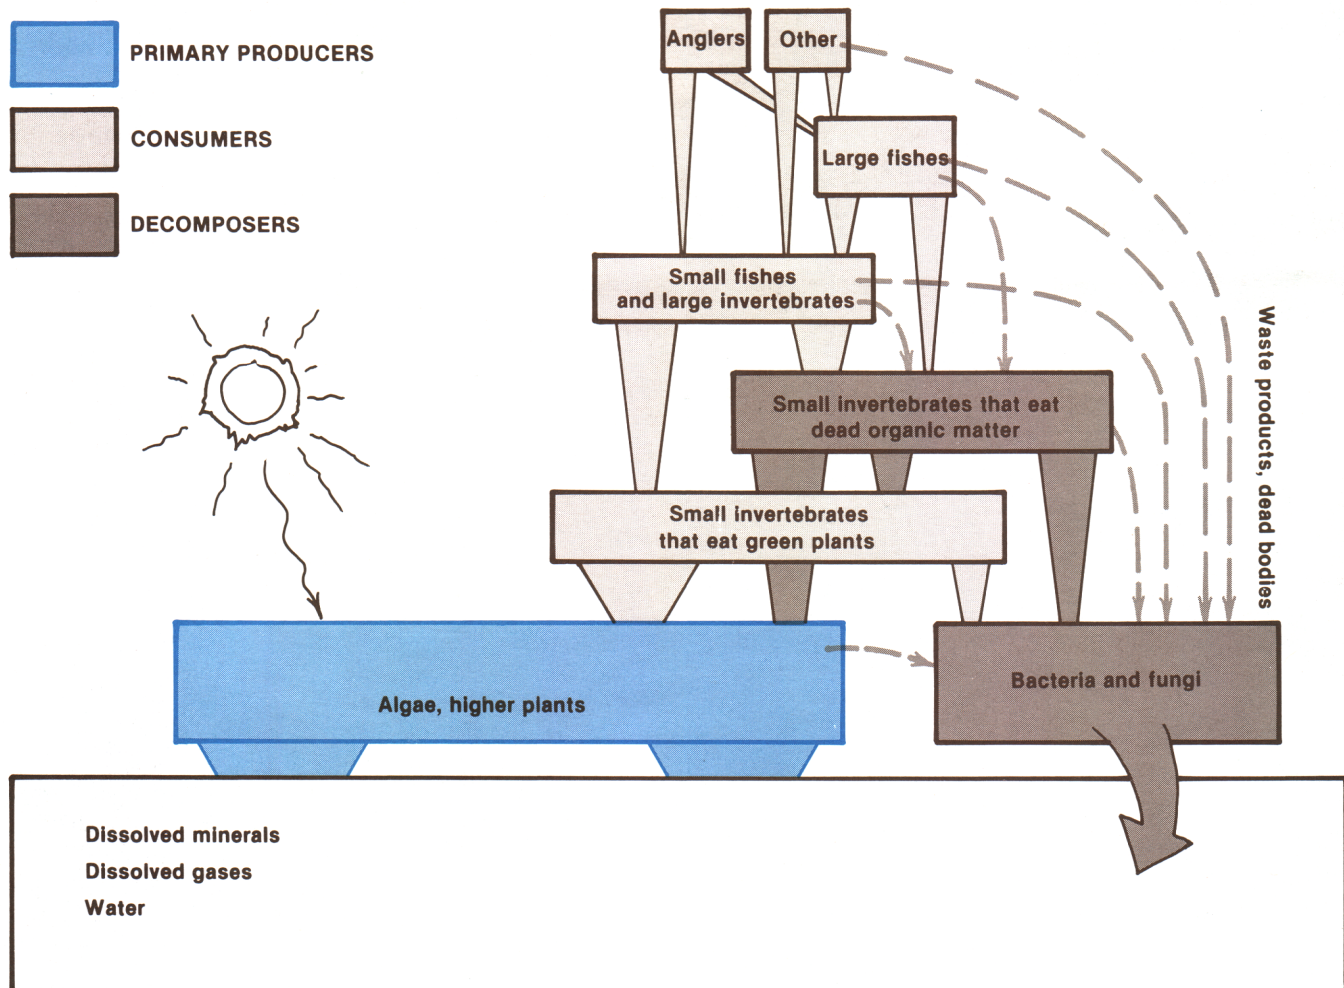 PRIMARY PRODUCERS
CONSUMERS
DECOMPOSERS
Anglers
Other
Large fishes
Small fishes
and large invertebrates
Small invertebrates that eat
dead organic matter
Small invertebrates
that eat green plants
Waste products, dead bodies
Algae, higher plants
Bacteria and fungi
Dissolved minerals
Dissolved gases
Water